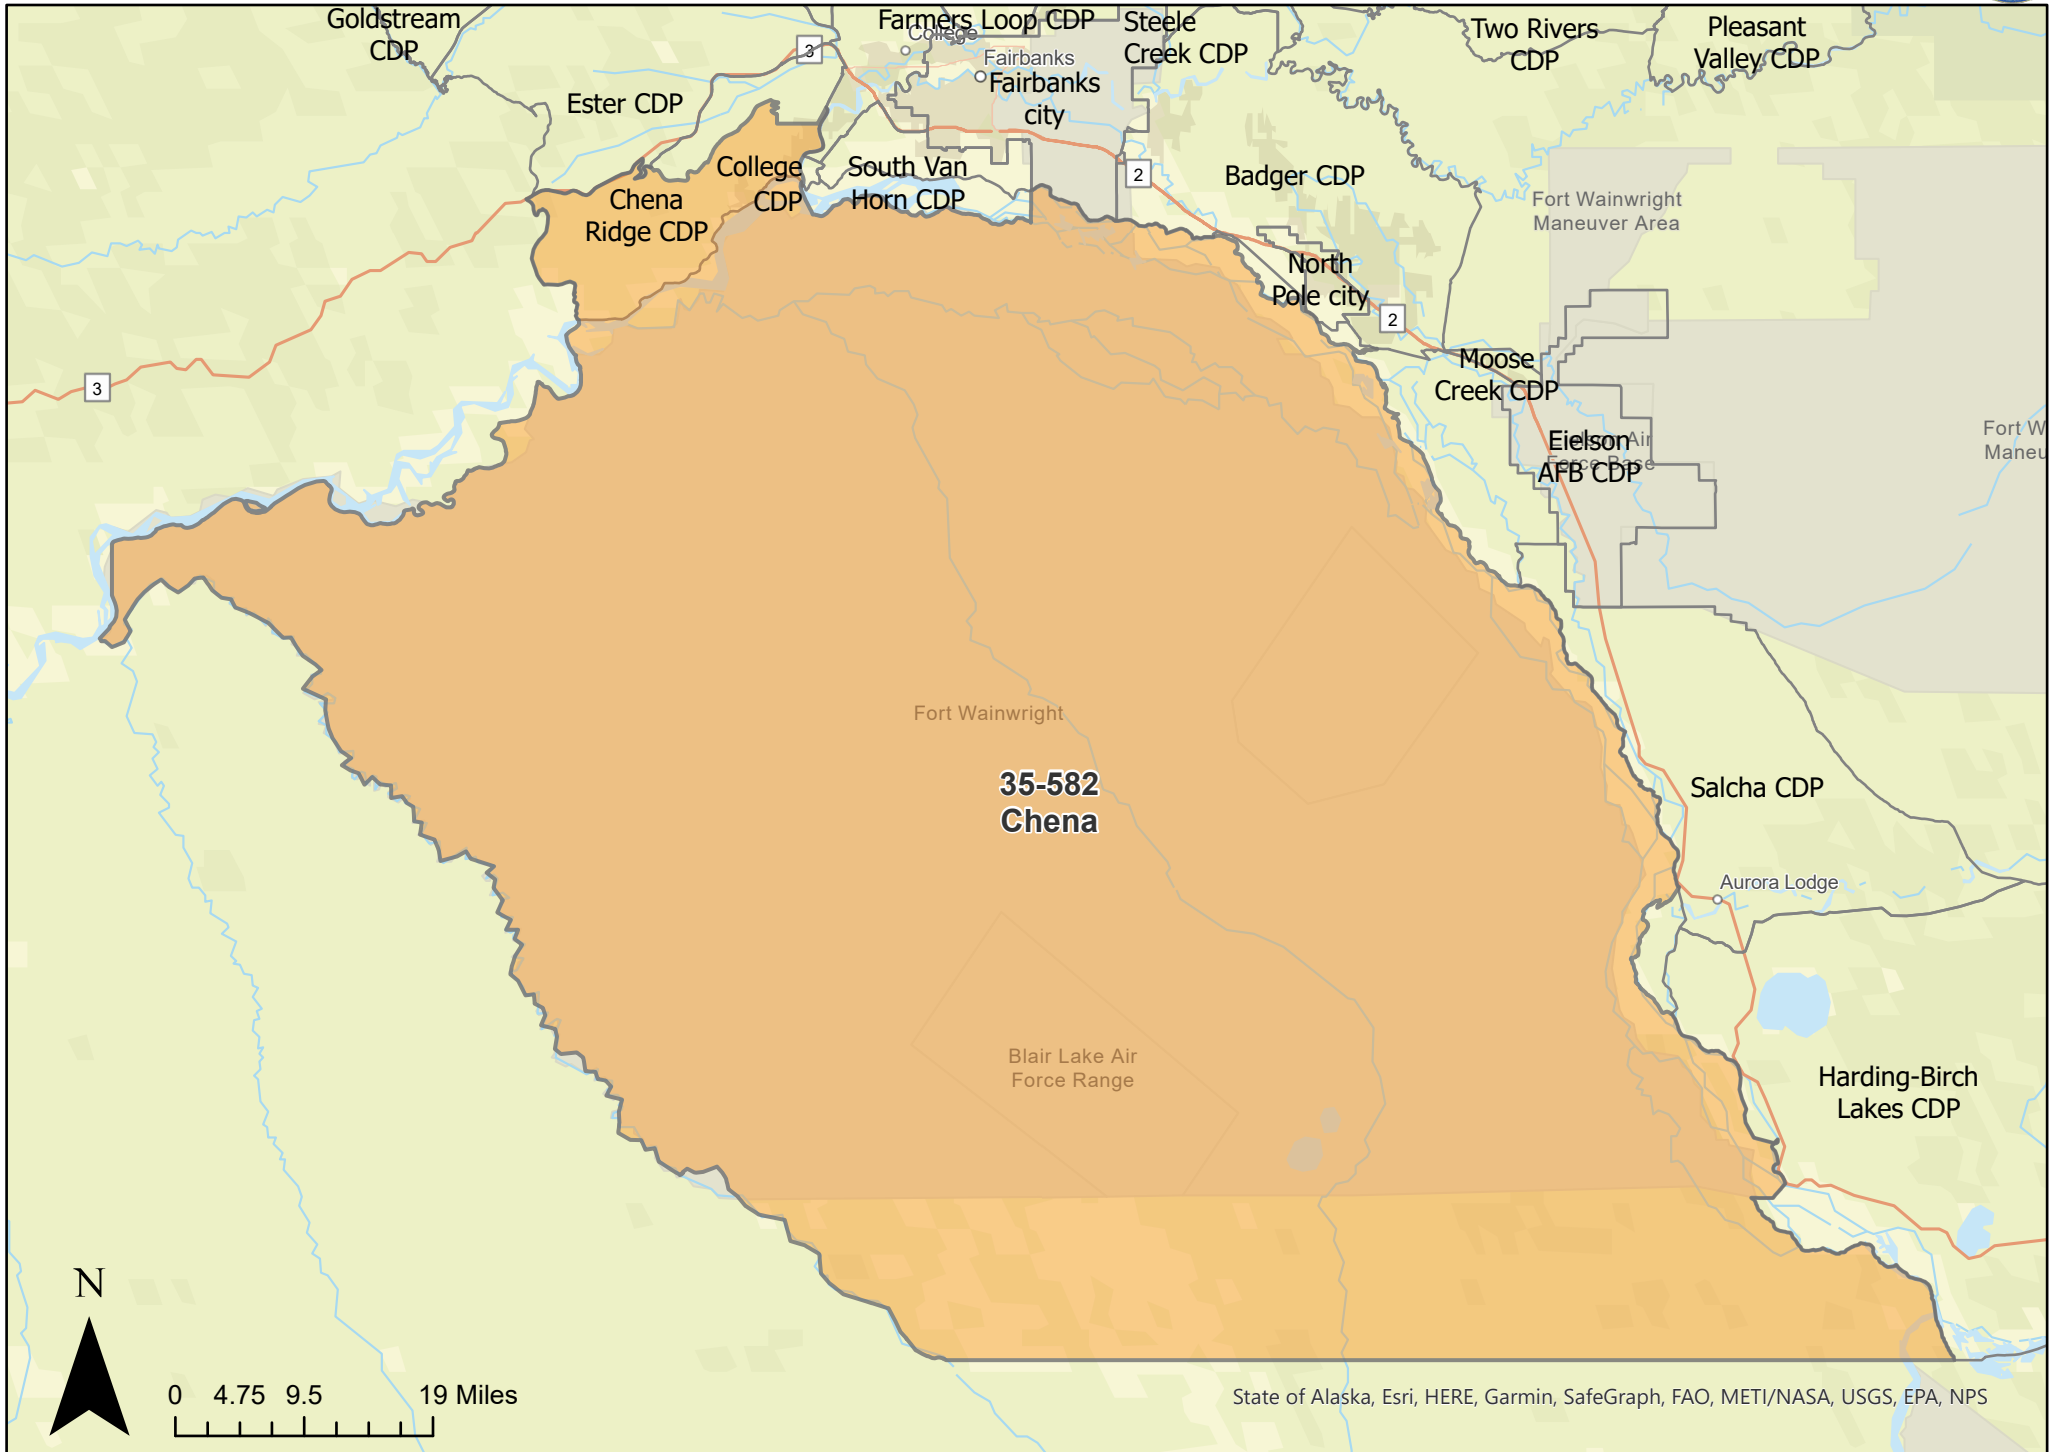 Goldstream
CDP
Farmers Loop CDP
College
Steele
Creek CDP
Two Rivers
CDP
Pleasant
Valley CDP
3
Fairbanks
Fairbanks
city
Ester CDP
College
CDP
South Van
Horn CDP
2
Badger CDP
Chena
Ridge CDP
Fort Wainwright
Maneuver Area
North
Pole city
2
3
Moose
Creek CDP
Eielson Air
Force Base
Eielson
AFB CDP
Fort W
Maneu
Fort Wainwright
35-582
Chena
Salcha CDP
Aurora Lodge
Blair Lake Air
Force Range
Harding-Birch
Lakes CDP
N
0 4.75 9.5 19 Miles
State of Alaska, Esri, HERE, Garmin, SafeGraph, FAO, METI/NASA, USGS, EPA, NPS